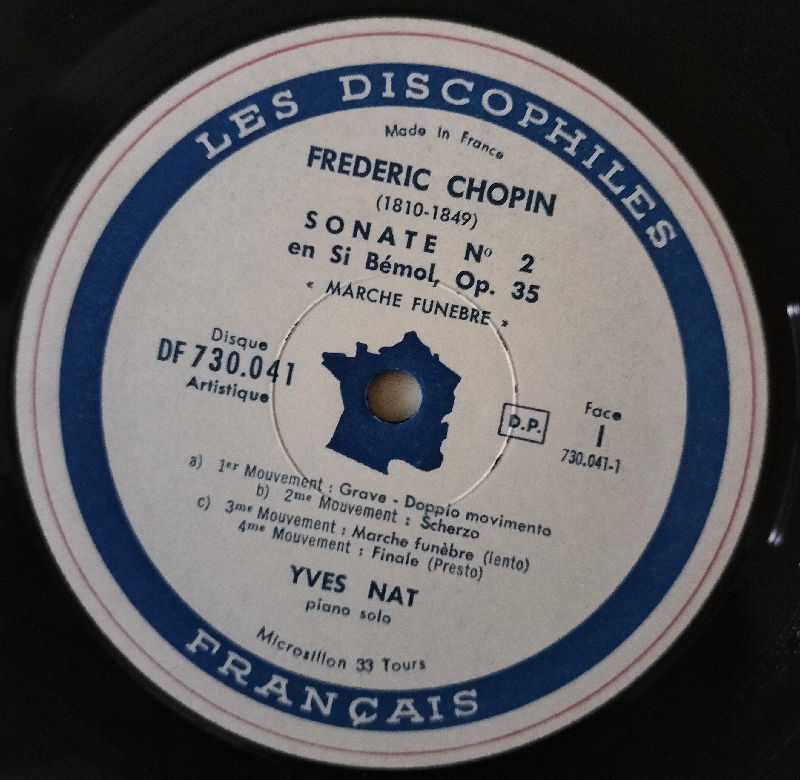 LES DISCOPHILES
Made in France
FREDERIC CHOPIN
(1810-1849)
SONATE Nº 2
en Si Bémol, Op. 35
« MARCHE FUNEBRE »
Disque
DF 730.041
Artistique
D.P.
Face
I
730.041-1
a) 1er Mouvement : Grave - Doppio movimento
b) 2me Mouvement : Scherzo
c) 3me Mouvement : Marche funèbre (lento)
4me Mouvement : Finale (Presto)
YVES NAT
piano solo
Microsillon 33 Tours
FRANÇAIS